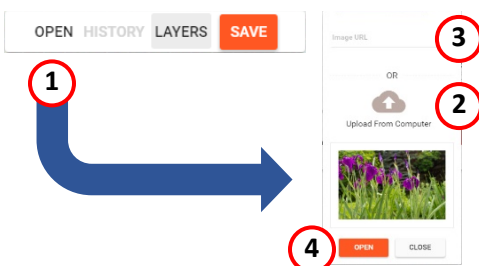 OPEN HISTORY LAYERS SAVE
1
Image URL
3
OR
2
Upload From Computer
4
OPEN CLOSE